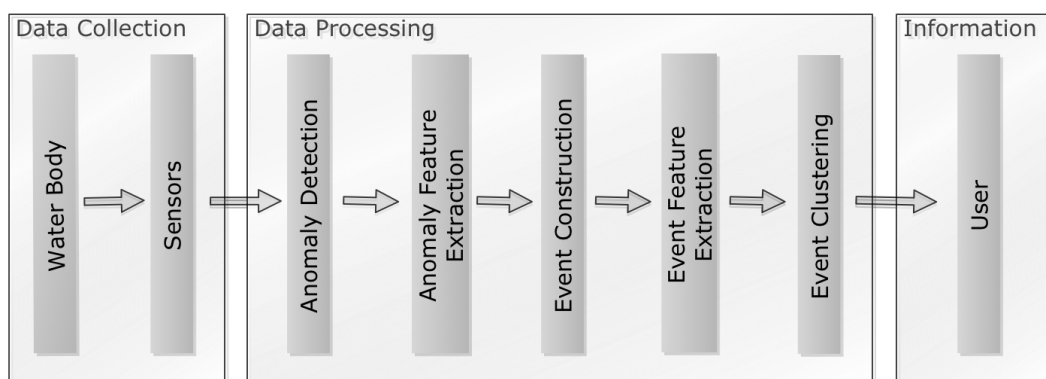 Data Collection
Water Body
Sensors
Data Processing
Anomaly Detection
Anomaly Feature
Extraction
Event Construction
Event Feature
Extraction
Event Clustering
Information
User